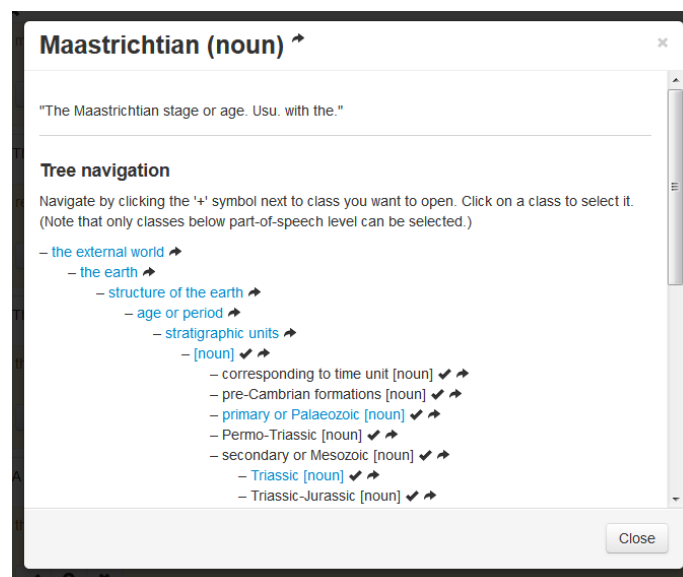 Maastrichtian (noun)
×
"The Maastrichtian stage or age. Usu. with the."
Tree navigation
Navigate by clicking the '+' symbol next to class you want to open. Click on a class to select it.
(Note that only classes below part-of-speech level can be selected.)
– the external world
– the earth
– structure of the earth
– age or period
– stratigraphic units
– [noun]
– corresponding to time unit [noun]
– pre-Cambrian formations [noun]
– primary or Palaeozoic [noun]
– Permo-Triassic [noun]
– secondary or Mesozoic [noun]
– Triassic [noun]
– Triassic-Jurassic [noun]
Close